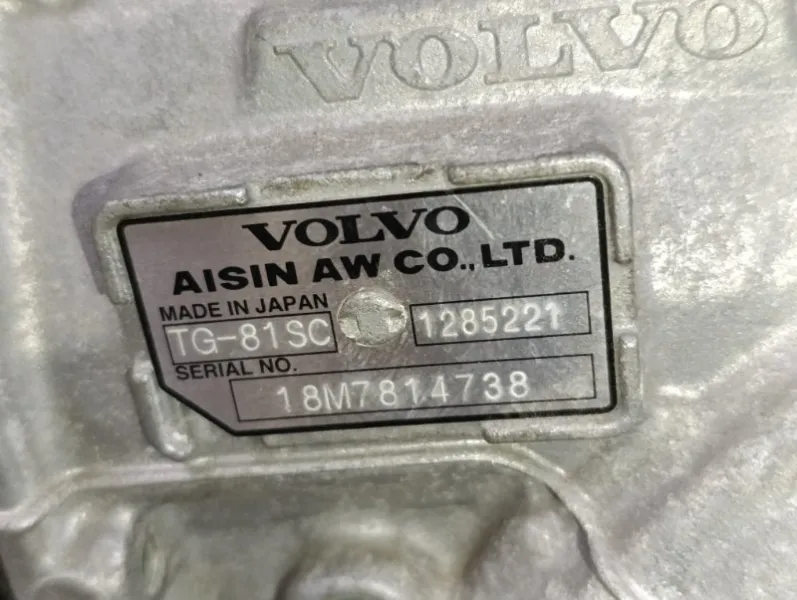 VOLVO
VOLVO
AISIN AW CO.,LTD.
MADE IN JAPAN
TG-81SC 1285221
SERIAL NO.
18M7814738